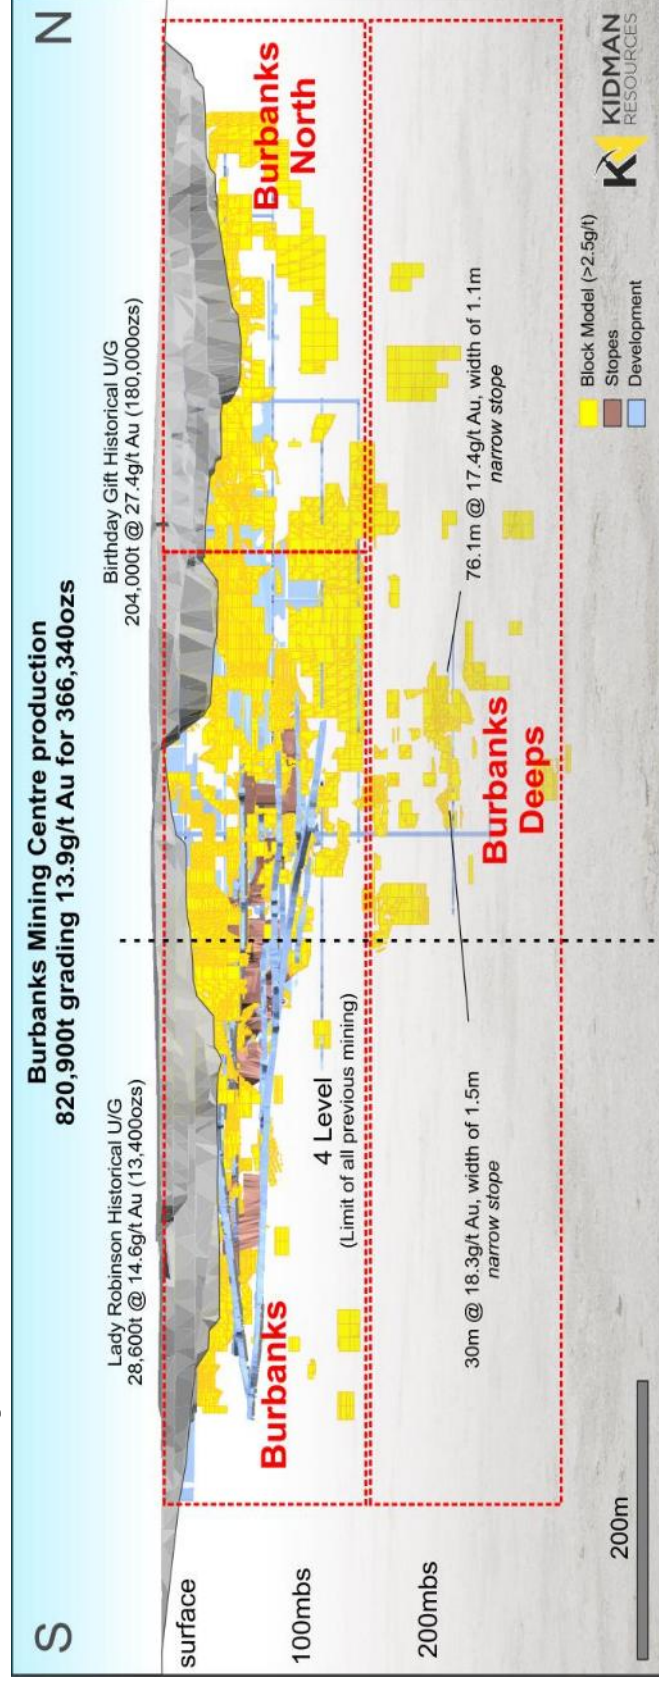 S
N
Burbanks Mining Centre production
820,900t grading 13.9g/t Au for 366,340ozs
Lady Robinson Historical U/G
28,600t @ 14.6g/t Au (13,400ozs)
Birthday Gift Historical U/G
204,000t @ 27.4g/t Au (180,000ozs)
surface
100mbs
200mbs
Burbanks
Burbanks
North
4 Level
(Limit of all previous mining)
Burbanks
Deeps
30m @ 18.3g/t Au, width of 1.5m
narrow stope
76.1m @ 17.4g/t Au, width of 1.1m
narrow stope
200m
Block Model (>2.5g/t)
Stopes
Development
KIDMAN
RESOURCES